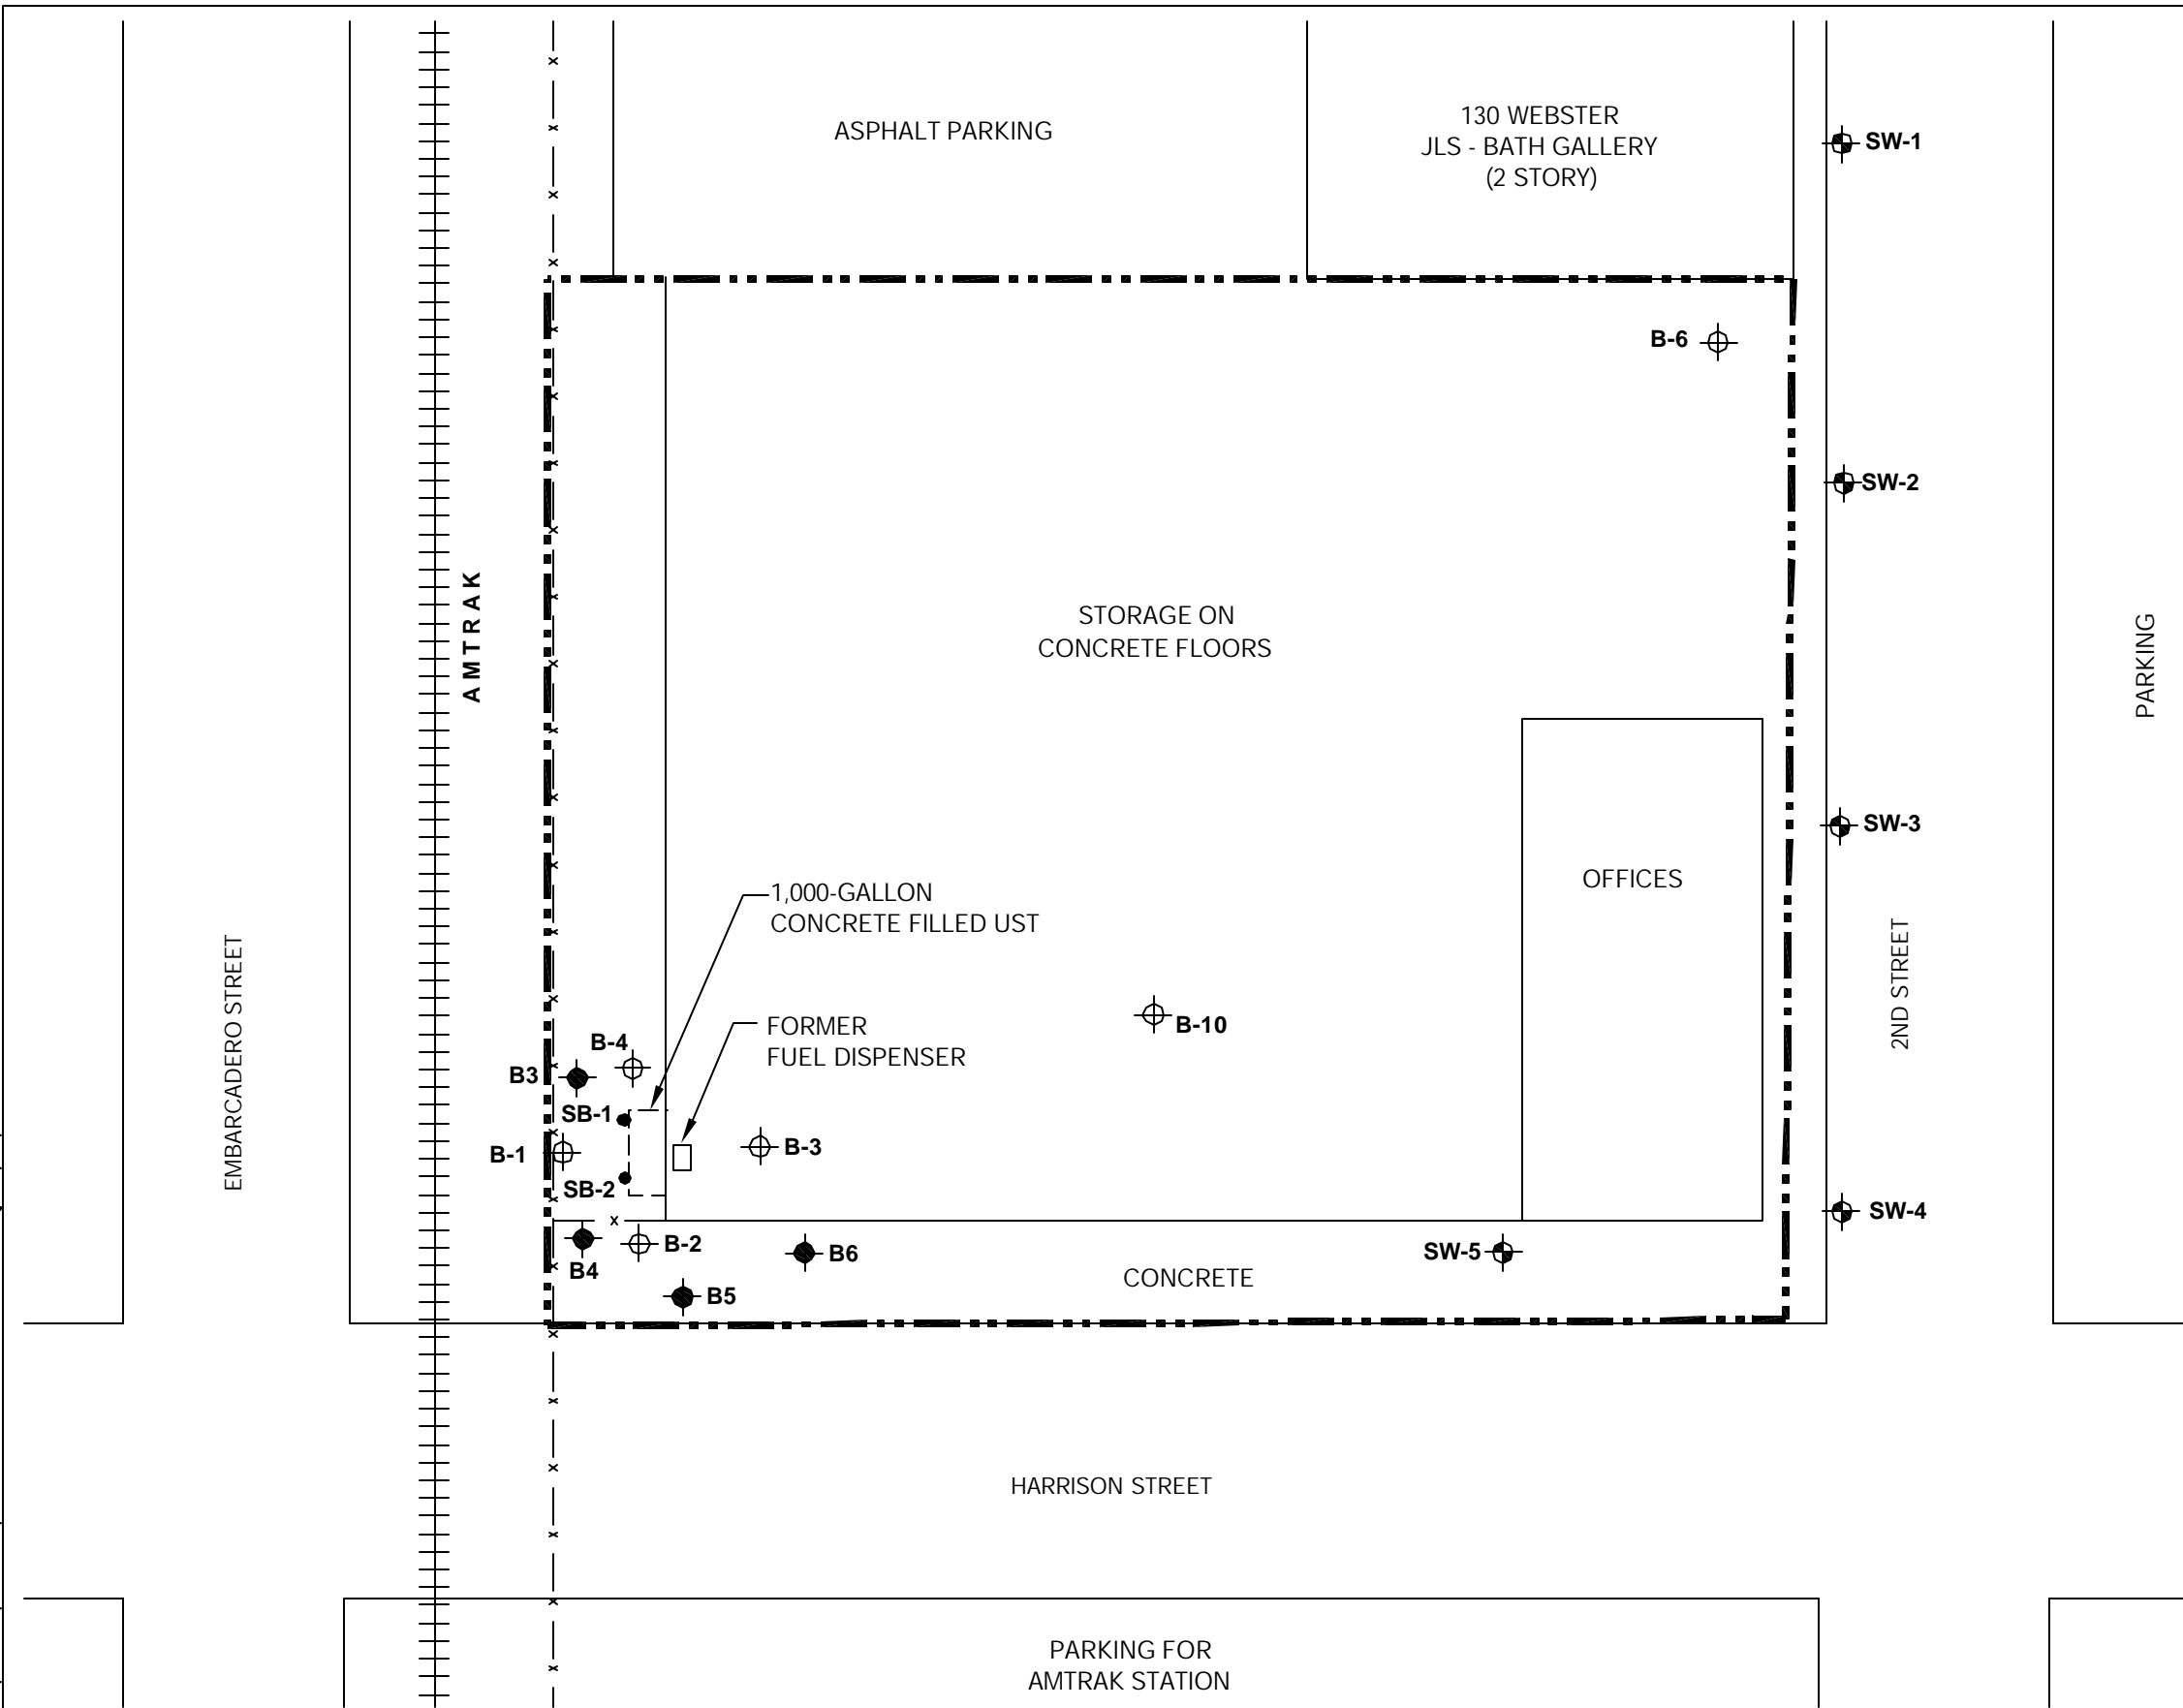 ASPHALT PARKING
130 WEBSTER
JLS - BATH GALLERY
(2 STORY)
SW-1
B-6
SW-2
AMTRAK
STORAGE ON
CONCRETE FLOORS
PARKING
SW-3
OFFICES
1,000-GALLON
CONCRETE FILLED UST
EMBARCADERO STREET
2ND STREET
FORMER
FUEL DISPENSER
B-10
B-4
B3
SB-1
B-1
B-3
SB-2
SW-4
B-2
B4
B6
B5
SW-5
CONCRETE
HARRISON STREET
PARKING FOR
AMTRAK STATION